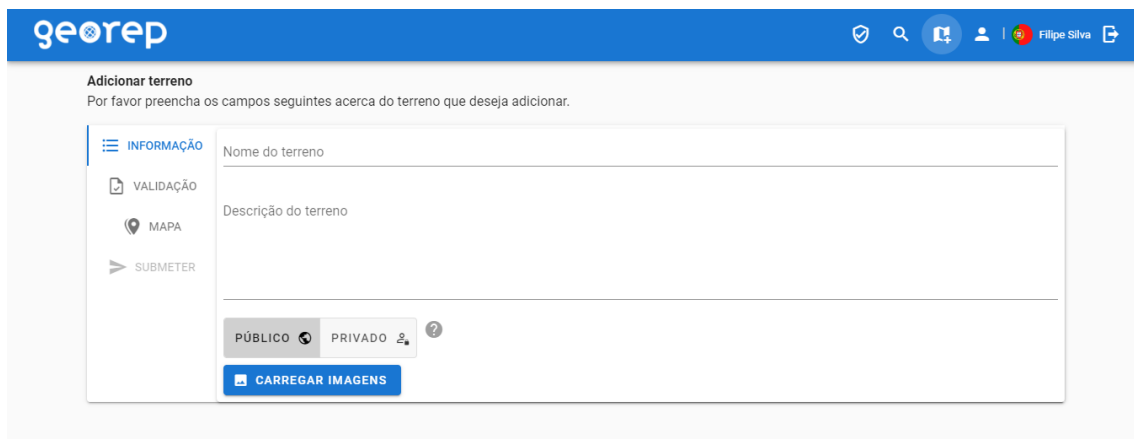 georep
Filipe Silva
Adicionar terreno
Por favor preencha os campos seguintes acerca do terreno que deseja adicionar.
INFORMAÇÃO
Nome do terreno
VALIDAÇÃO
Descrição do terreno
MAPA
SUBMETER
PÚBLICO PRIVADO ?
CARREGAR IMAGENS